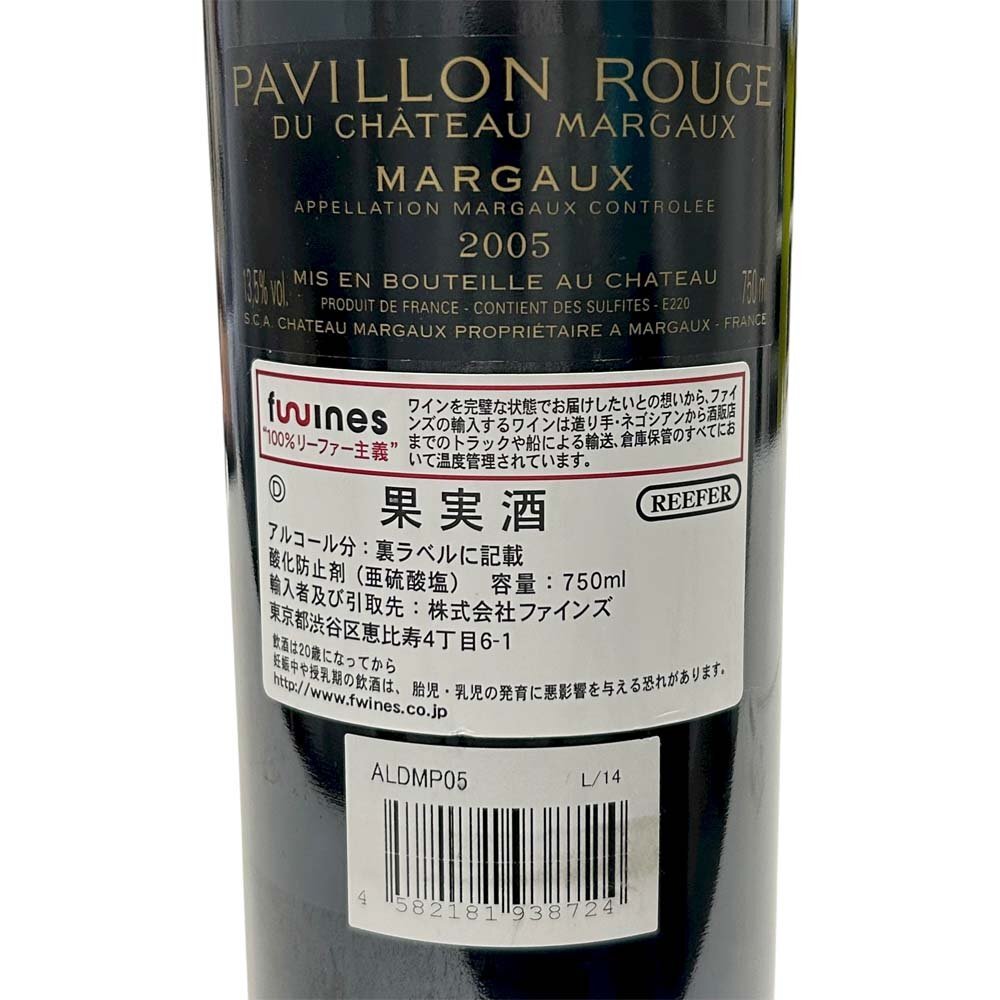 PAVILLON ROUGE
DU CHÂTEAU MARGAUX
MARGAUX
APPELLATION MARGAUX CONTROLEE
2005
13.5% vol. MIS EN BOUTEILLE AU CHATEAU 750 m
PRODUIT DE FRANCE - CONTIENT DES SULFITES - E220
S.C.A. CHATEAU MARGAUX PROPRIÉTAIRE A MARGAUX - FRANCE
fwines
"100%リーファー主義"
ワインを完璧な状態でお届けしたいとの想いから、ファイ
ンズの輸入するワインは造り手・ネゴシアンから酒販店
までのトラックや船による輸送、倉庫保管のすべてにお
いて温度管理されています。
Ⓓ 果実酒 REEFER
アルコール分：裏ラベルに記載
酸化防止剤（亜硫酸塩） 容量：750ml
輸入者及び引取先：株式会社ファインズ
東京都渋谷区恵比寿4丁目6-1
飲酒は20歳になってから
妊娠中や授乳期の飲酒は、胎児・乳児の発育に悪影響を与える恐れがあります。
http://www.fwines.co.jp
ALDMP05 L/14
4 582181 938724